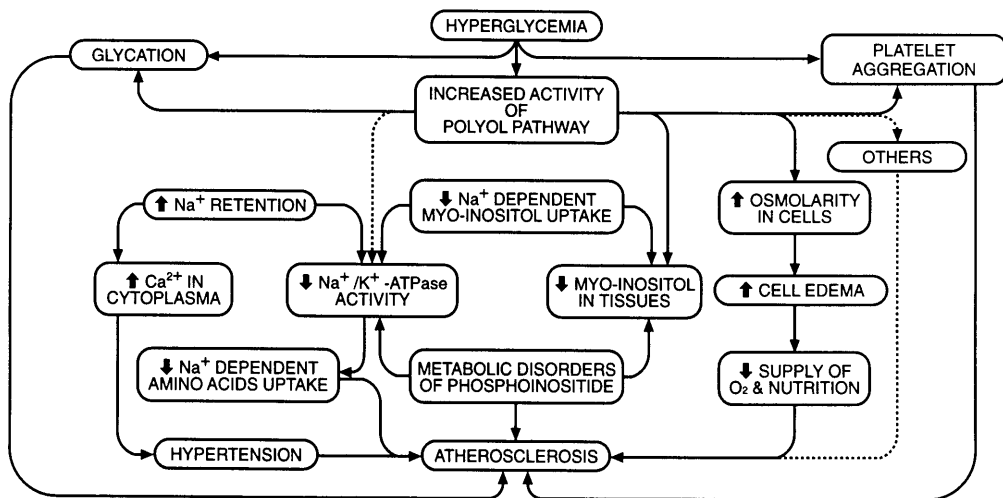 HYPERGLYCEMIA
GLYCATION
PLATELET
AGGREGATION
INCREASED ACTIVITY
OF
POLYOL PATHWAY
OTHERS
⬆ Na⁺ RETENTION
⬇ Na⁺ DEPENDENT
MYO-INOSITOL UPTAKE
⬆ OSMOLARITY
IN CELLS
⬆ Ca²⁺ IN
CYTOPLASMA
⬇ Na⁺/K⁺-ATPase
ACTIVITY
⬇ MYO-INOSITOL
IN TISSUES
⬆ CELL EDEMA
⬇ Na⁺ DEPENDENT
AMINO ACIDS UPTAKE
METABOLIC DISORDERS
OF PHOSPHOINOSITIDE
⬇ SUPPLY OF
O₂ & NUTRITION
HYPERTENSION
ATHEROSCLEROSIS